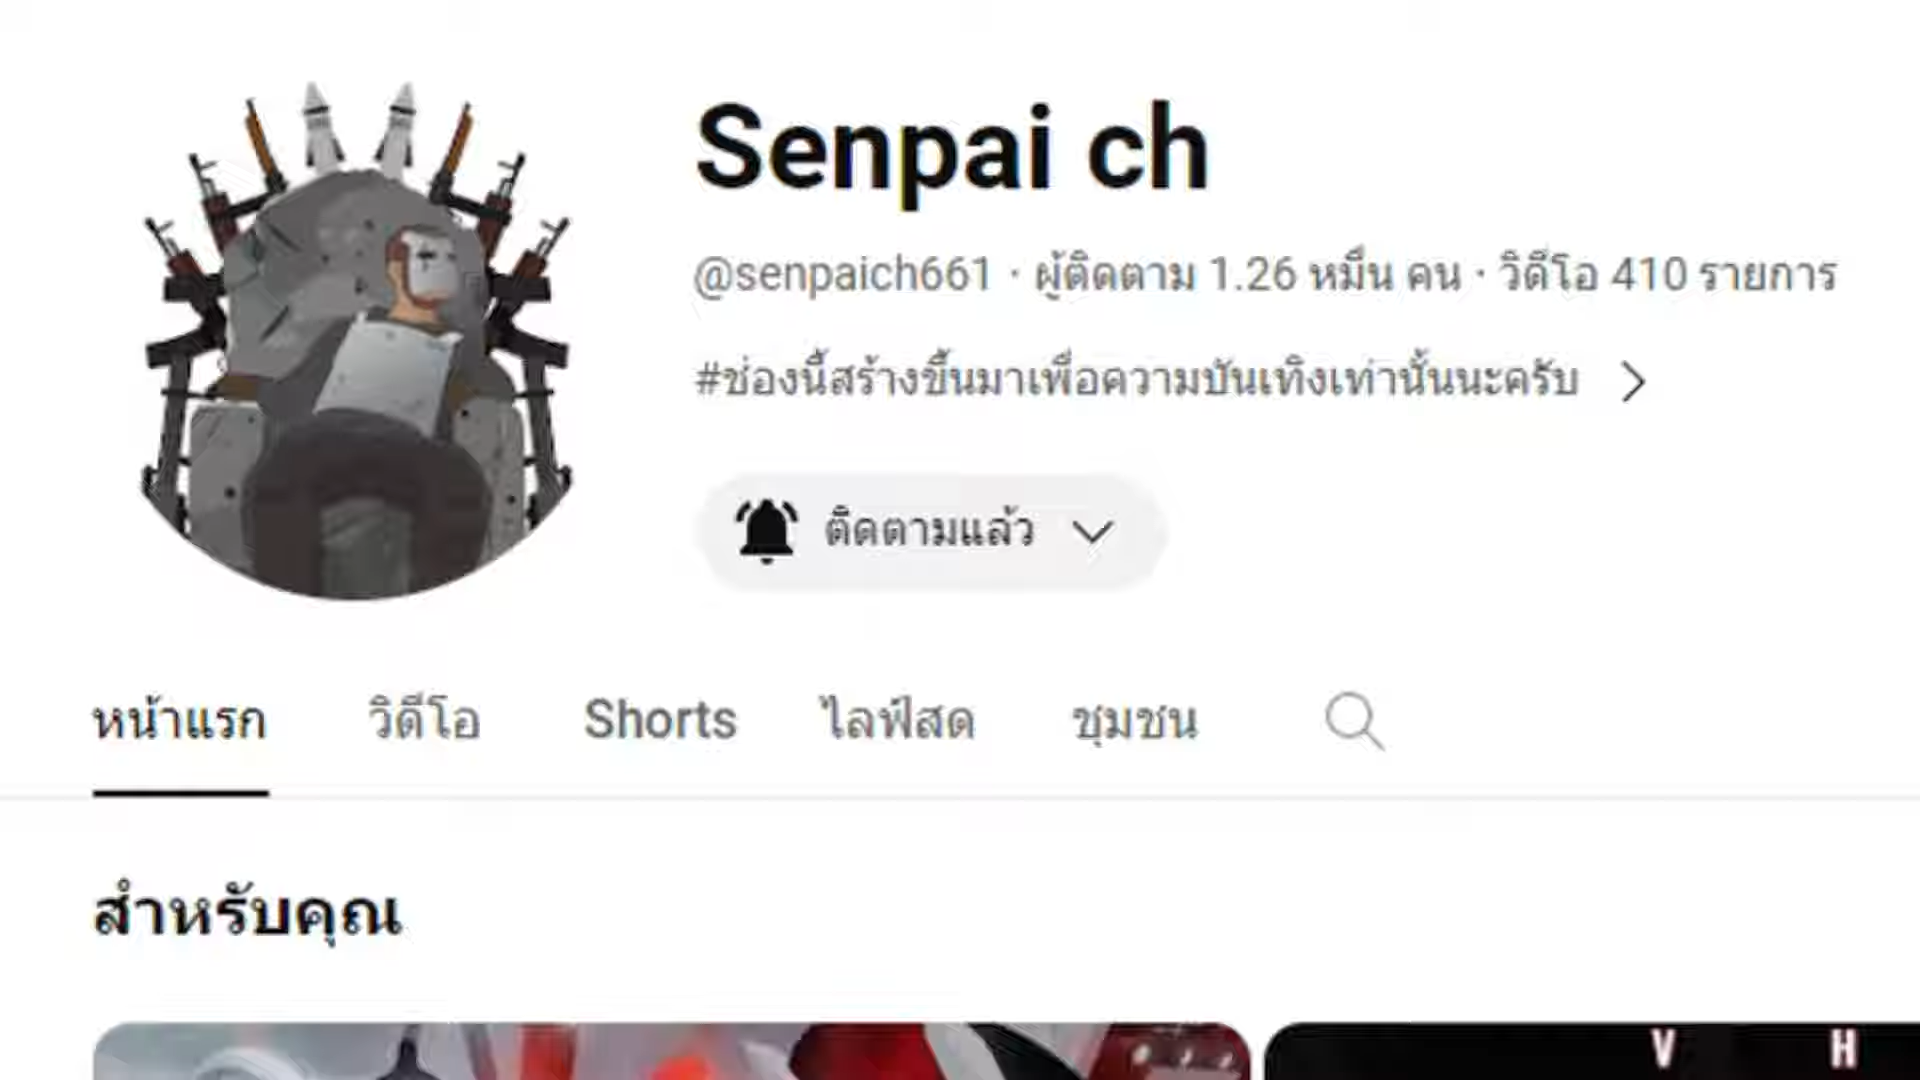 Senpai ch
@senpaich661 · ผู้ติดตาม 1.26 หมื่น คน · วิดีโอ 410 รายการ
#ช่องนี้สร้างขึ้นมาเพื่อความบันเทิงเท่านั้นนะครับ
ติดตามแล้ว
หน้าแรก วิดีโอ Shorts ไลฟ์สด ชุมชน
สำหรับคุณ
V H